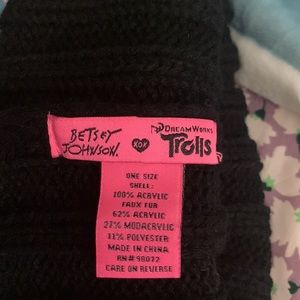 BETSEY
JOHNSON.
XOX
DREAMWORKS
Trolls
ONE SIZE
SHELL:
100% ACRYLIC
FAUX FUR
62% ACRYLIC
27% MODACRYLIC
11% POLYESTER
MADE IN CHINA
RN# 98072
CARE ON REVERSE